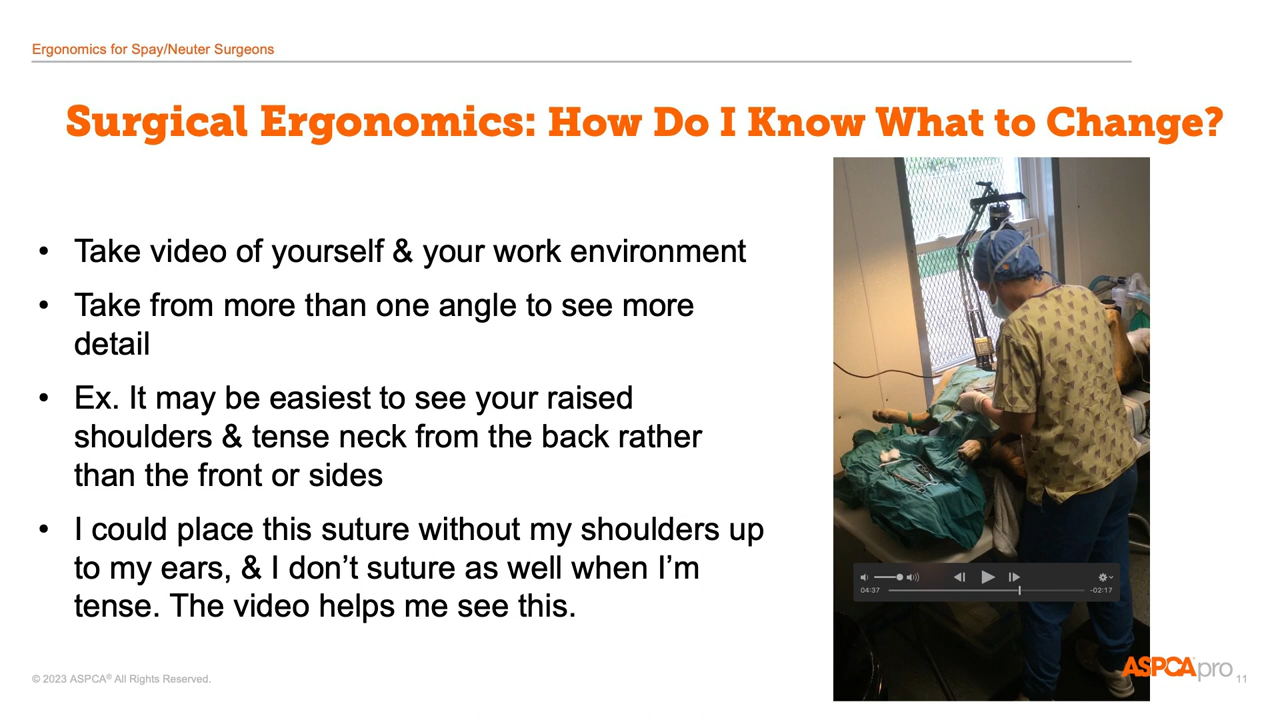 Ergonomics for Spay/Neuter Surgeons
Surgical Ergonomics: How Do I Know What to Change?
• Take video of yourself & your work environment
• Take from more than one angle to see more
detail
• Ex. It may be easiest to see your raised
shoulders & tense neck from the back rather
than the front or sides
• I could place this suture without my shoulders up
to my ears, & I don’t suture as well when I’m
tense. The video helps me see this.
04:37
-02:17
© 2023 ASPCA® All Rights Reserved.
ASPCA pro
11